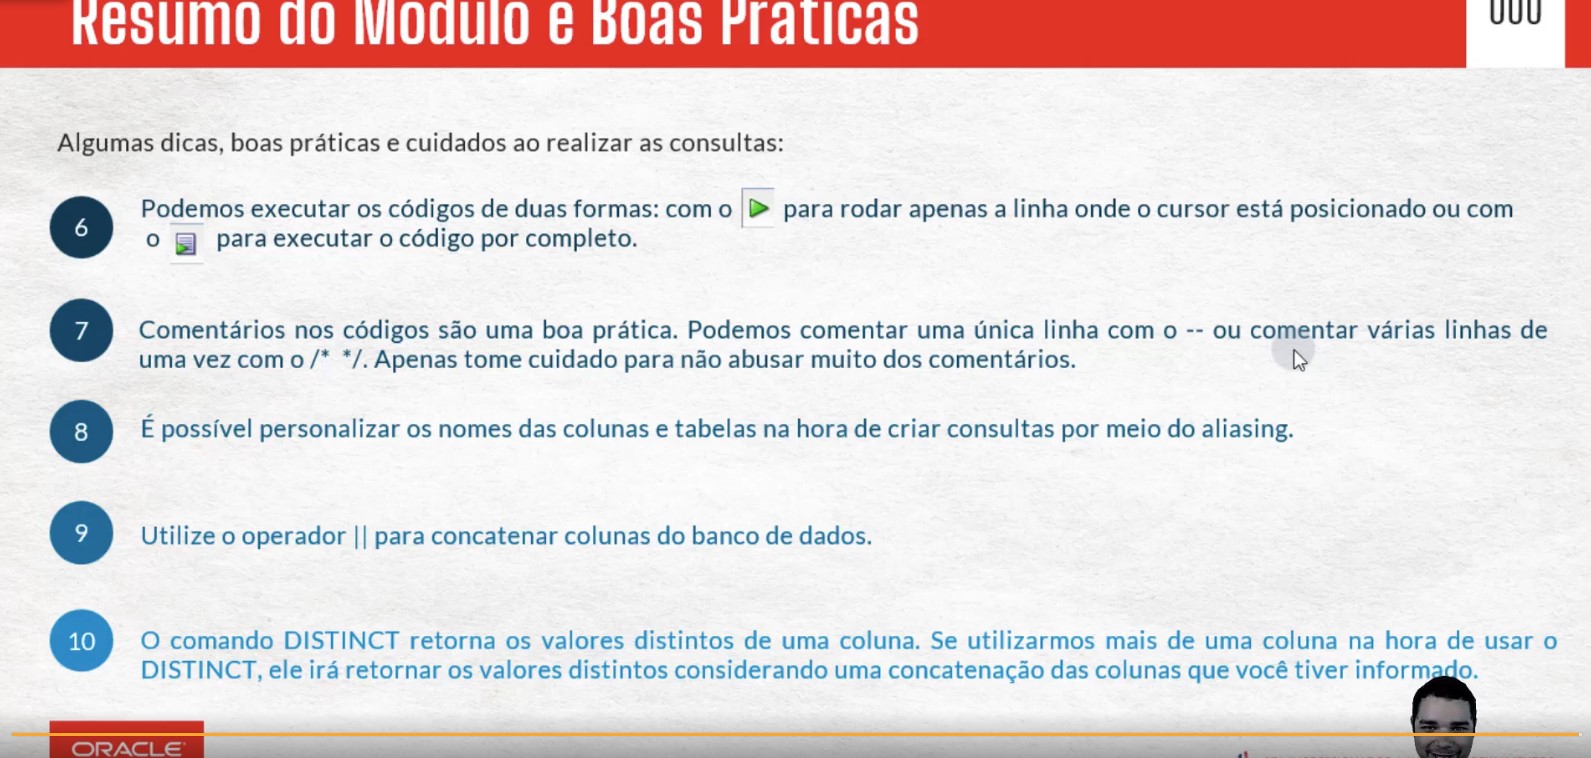 Resumo do Módulo e Boas Práticas
Algumas dicas, boas práticas e cuidados ao realizar as consultas:
6
Podemos executar os códigos de duas formas: com o para rodar apenas a linha onde o cursor está posicionado ou com
o para executar o código por completo.
7
Comentários nos códigos são uma boa prática. Podemos comentar uma única linha com o -- ou comentar várias linhas de
uma vez com o /* */. Apenas tome cuidado para não abusar muito dos comentários.
8
É possível personalizar os nomes das colunas e tabelas na hora de criar consultas por meio do aliasing.
9
Utilize o operador || para concatenar colunas do banco de dados.
10
O comando DISTINCT retorna os valores distintos de uma coluna. Se utilizarmos mais de uma coluna na hora de usar o
DISTINCT, ele irá retornar os valores distintos considerando uma concatenação das colunas que você tiver informado.
ORACLE